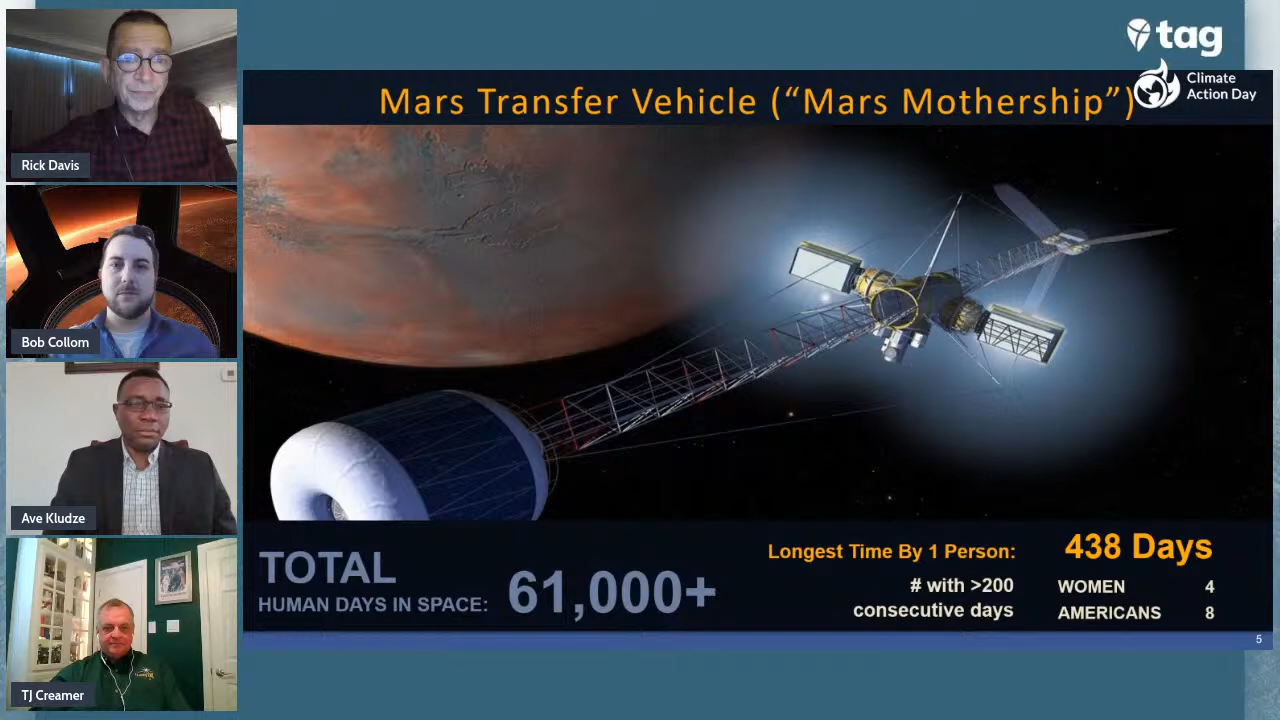 tag
Climate
Action Day
Mars Transfer Vehicle (“Mars Mothership”)
Rick Davis
Bob Collom
Ave Kludze
TJ Creamer
TOTAL
HUMAN DAYS IN SPACE:
61,000+
Longest Time By 1 Person: 438 Days
# with >200
consecutive days
WOMEN 4
AMERICANS 8
5